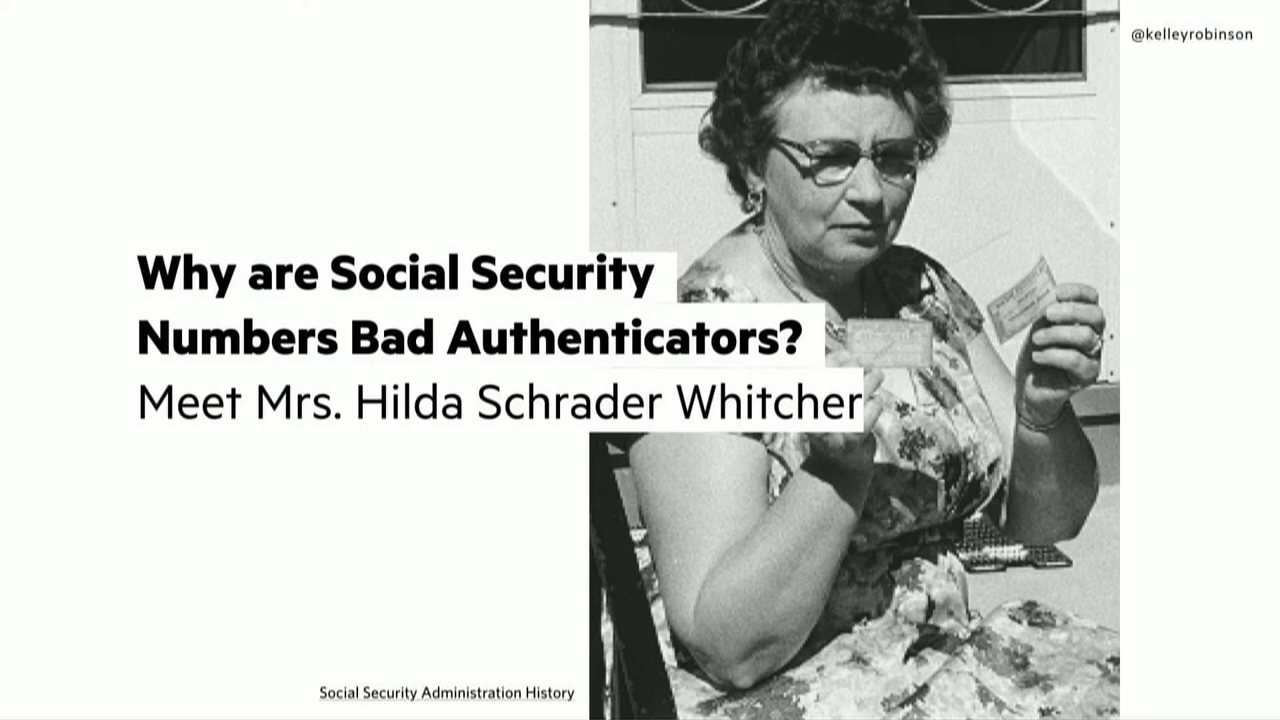 @kelleyrobinson
Why are Social Security
Numbers Bad Authenticators?
Meet Mrs. Hilda Schrader Whitcher
Social Security Administration History